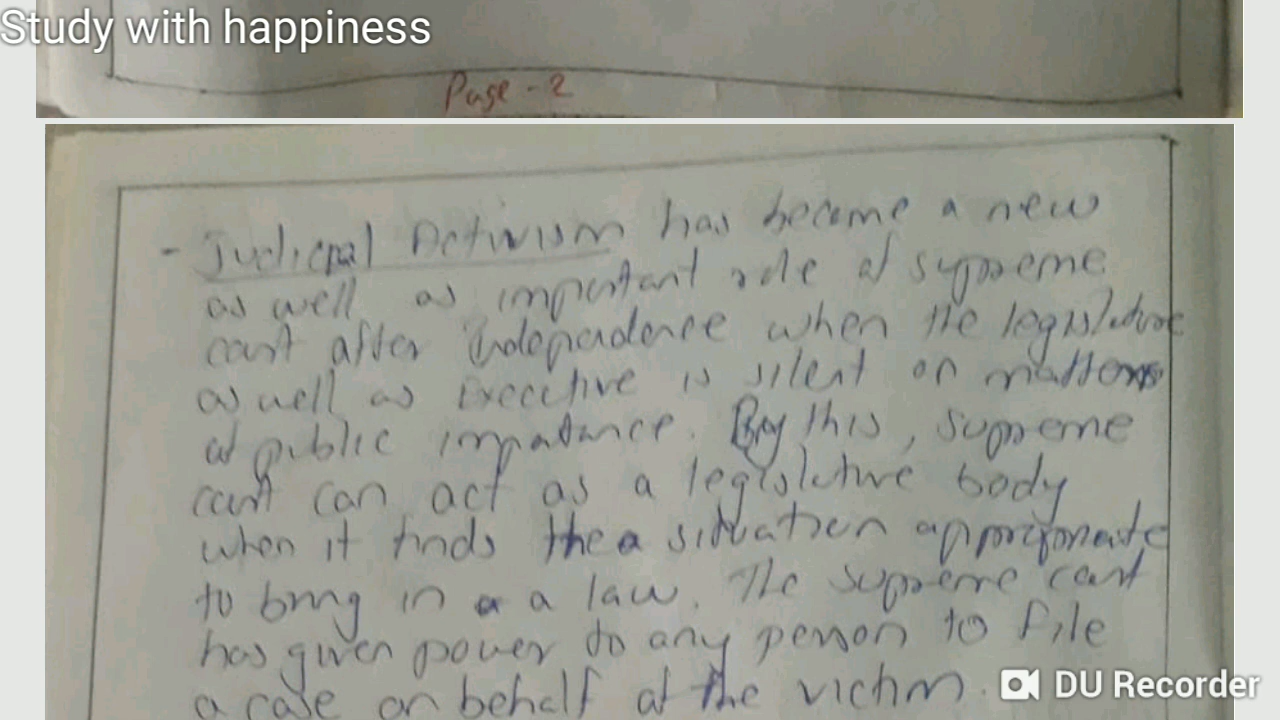 Study with happiness
Page - 2
- Judicial Activism has become a new
as well as important role of supreme
court after Independence when the legislature
as well as Executive is silent on matters
of public importance. By this, supreme
court can act as a legislature body
when it finds the situation appropriate
to bring in a law. The supreme court
has given power to any person to file
a case on behalf of the victim.
DU Recorder